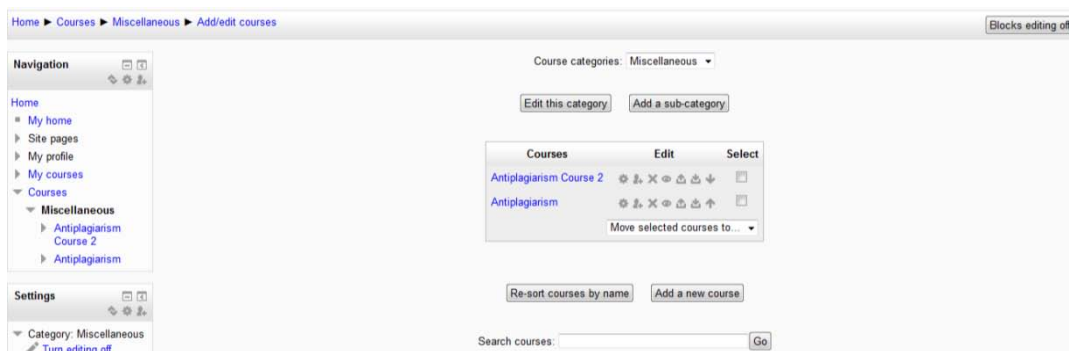 Home ► Courses ► Miscellaneous ► Add/edit courses
Blocks editing off
Navigation
Home
My home
Site pages
My profile
My courses
Courses
Miscellaneous
Antiplagiarism
Course 2
Antiplagiarism
Settings
Category: Miscellaneous
Turn editing off
Course categories: Miscellaneous
Edit this category Add a sub-category
Courses Edit Select
Antiplagiarism Course 2
Antiplagiarism
Move selected courses to...
Re-sort courses by name Add a new course
Search courses: Go